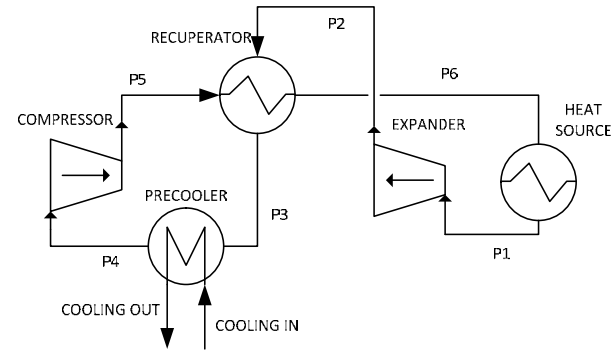 P2
RECUPERATOR
P5
P6
HEAT
SOURCE
COMPRESSOR
EXPANDER
PRECOOLER
P3
P4
P1
COOLING OUT
COOLING IN